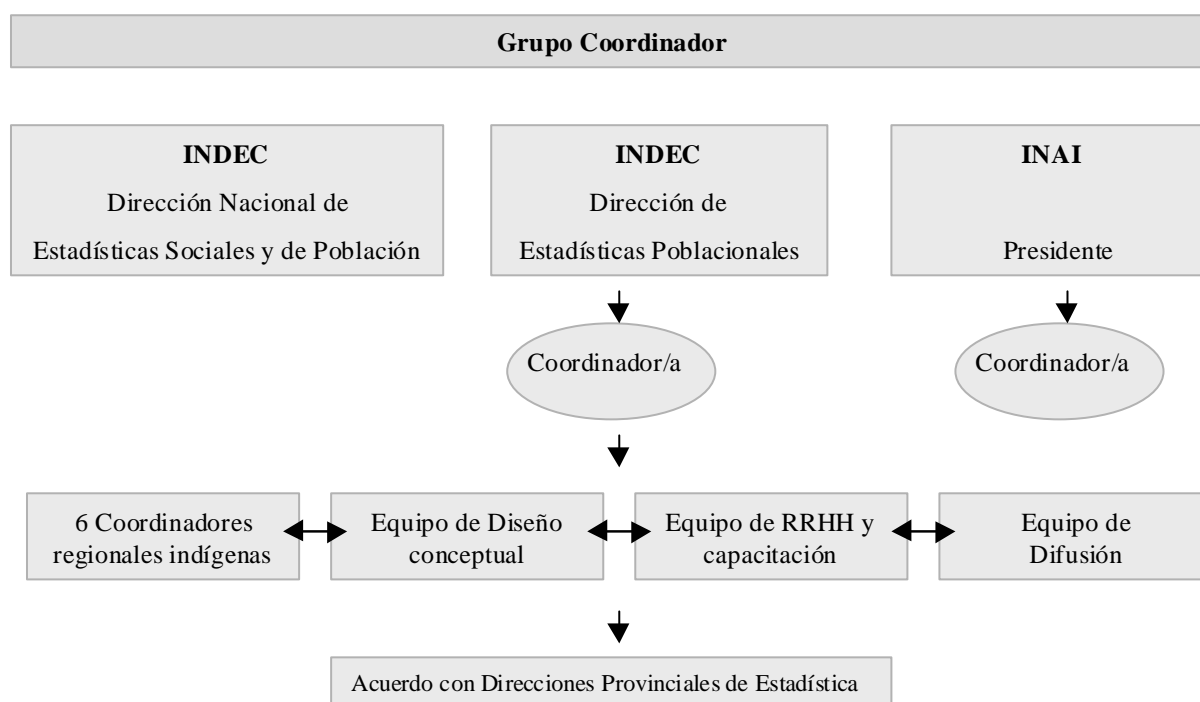 Grupo Coordinador
INDEC
Dirección Nacional de
Estadísticas Sociales y de Población
INDEC
Dirección de
Estadísticas Poblacionales
INAI
Presidente
Coordinador/a
Coordinador/a
6 Coordinadores
regionales indígenas
Equipo de Diseño
conceptual
Equipo de RRHH y
capacitación
Equipo de
Difusión
Acuerdo con Direcciones Provinciales de Estadística